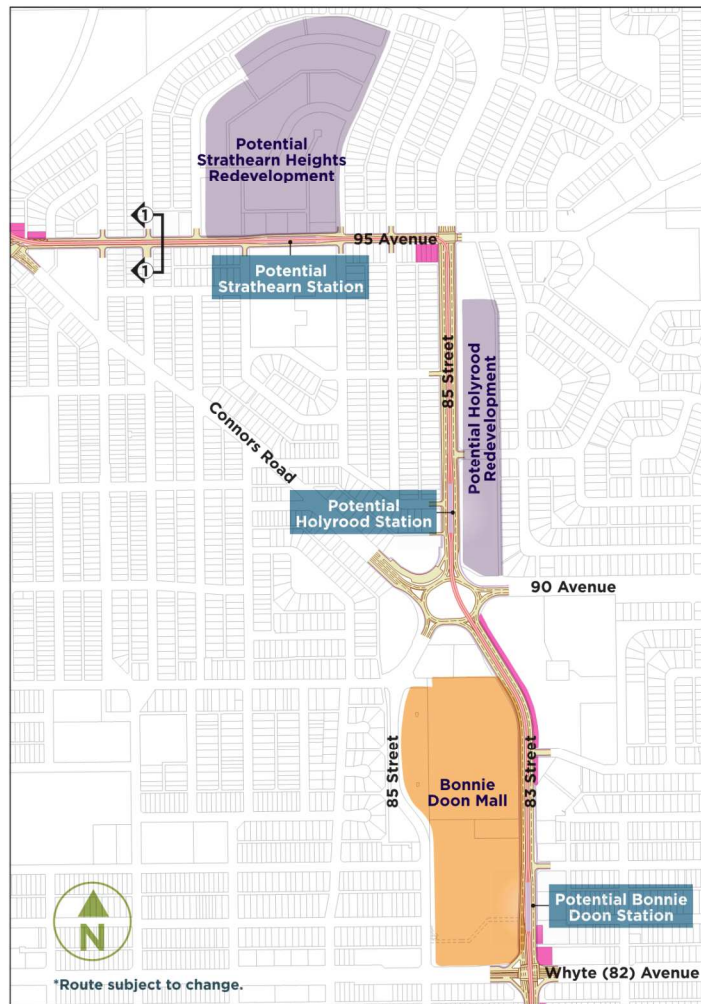 Potential
Strathearn Heights
Redevelopment
1
1
95 Avenue
Potential
Strathearn Station
85 Street
Potential Holyrood
Redevelopment
Connors Road
Potential
Holyrood Station
90 Avenue
85 Street
Bonnie
Doon Mall
83 Street
Potential Bonnie
Doon Station
N
Whyte (82) Avenue
*Route subject to change.